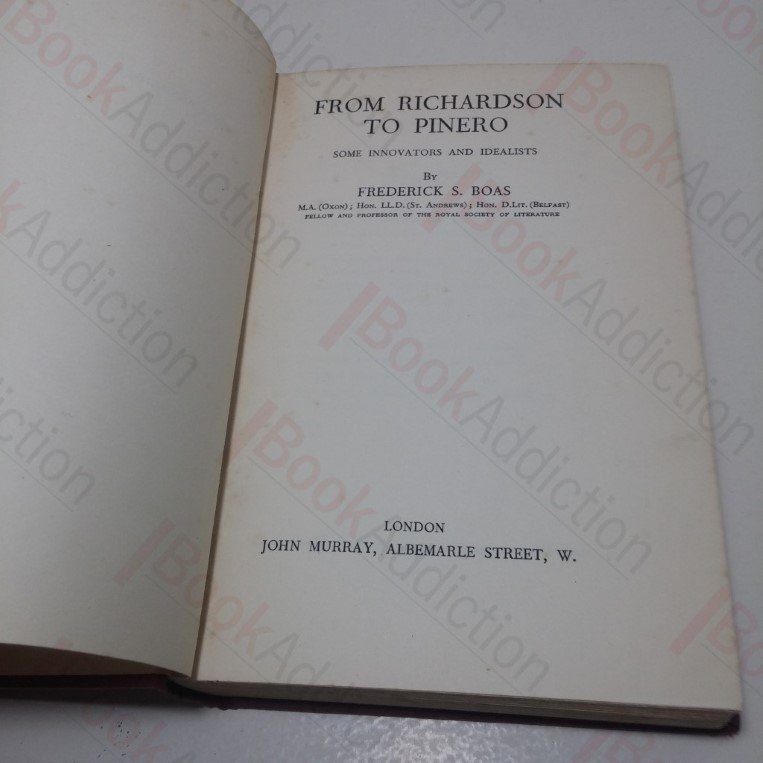 FROM RICHARDSON
TO PINERO
SOME INNOVATORS AND IDEALISTS
By
FREDERICK S. BOAS
M.A. (Oxon); Hon. LL.D. (St. Andrews); Hon. D.Lit. (Belfast)
FELLOW AND PROFESSOR OF THE ROYAL SOCIETY OF LITERATURE
LONDON
JOHN MURRAY, ALBEMARLE STREET, W.
BookAddiction